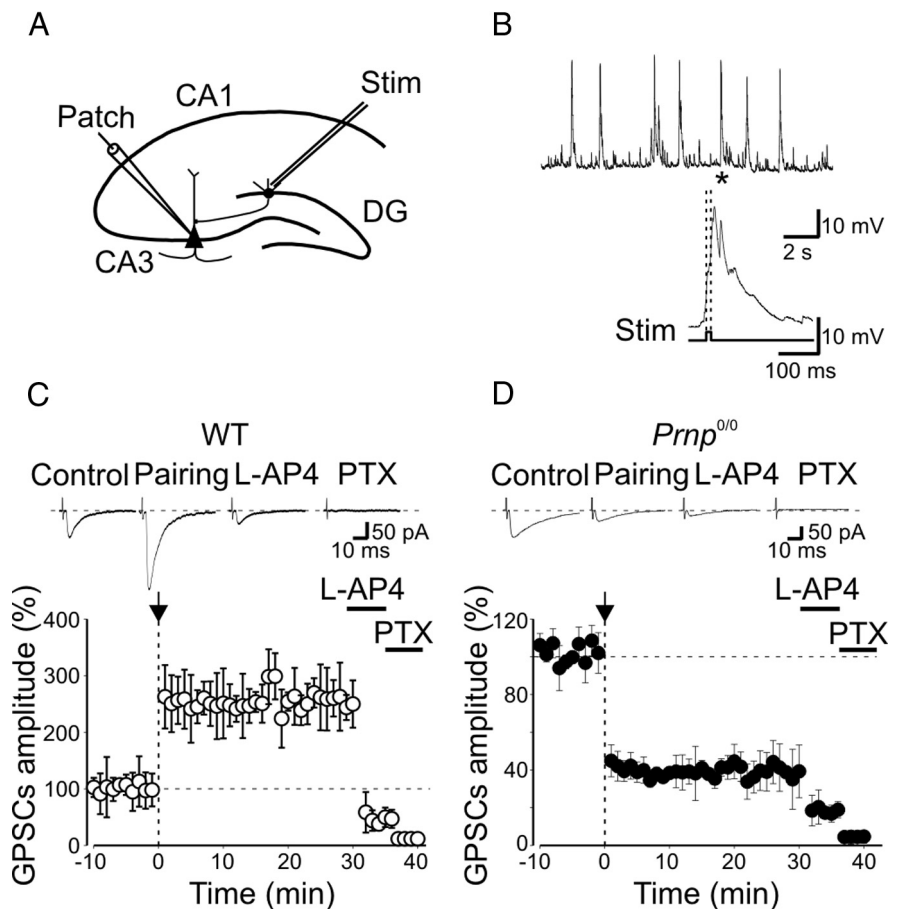 A
CA1
Stim
Patch
DG
CA3
B
*
10 mV
2 s
Stim
10 mV
100 ms
C
WT
Control Pairing L-AP4 PTX
50 pA
10 ms
L-AP4
PTX
GPSCs amplitude (%)
400
300
200
100
0
-10 0 10 20 30 40
Time (min)
D
Prnp0/0
Control Pairing L-AP4 PTX
50 pA
10 ms
L-AP4
PTX
GPSCs amplitude (%)
120
80
40
0
-10 0 10 20 30 40
Time (min)